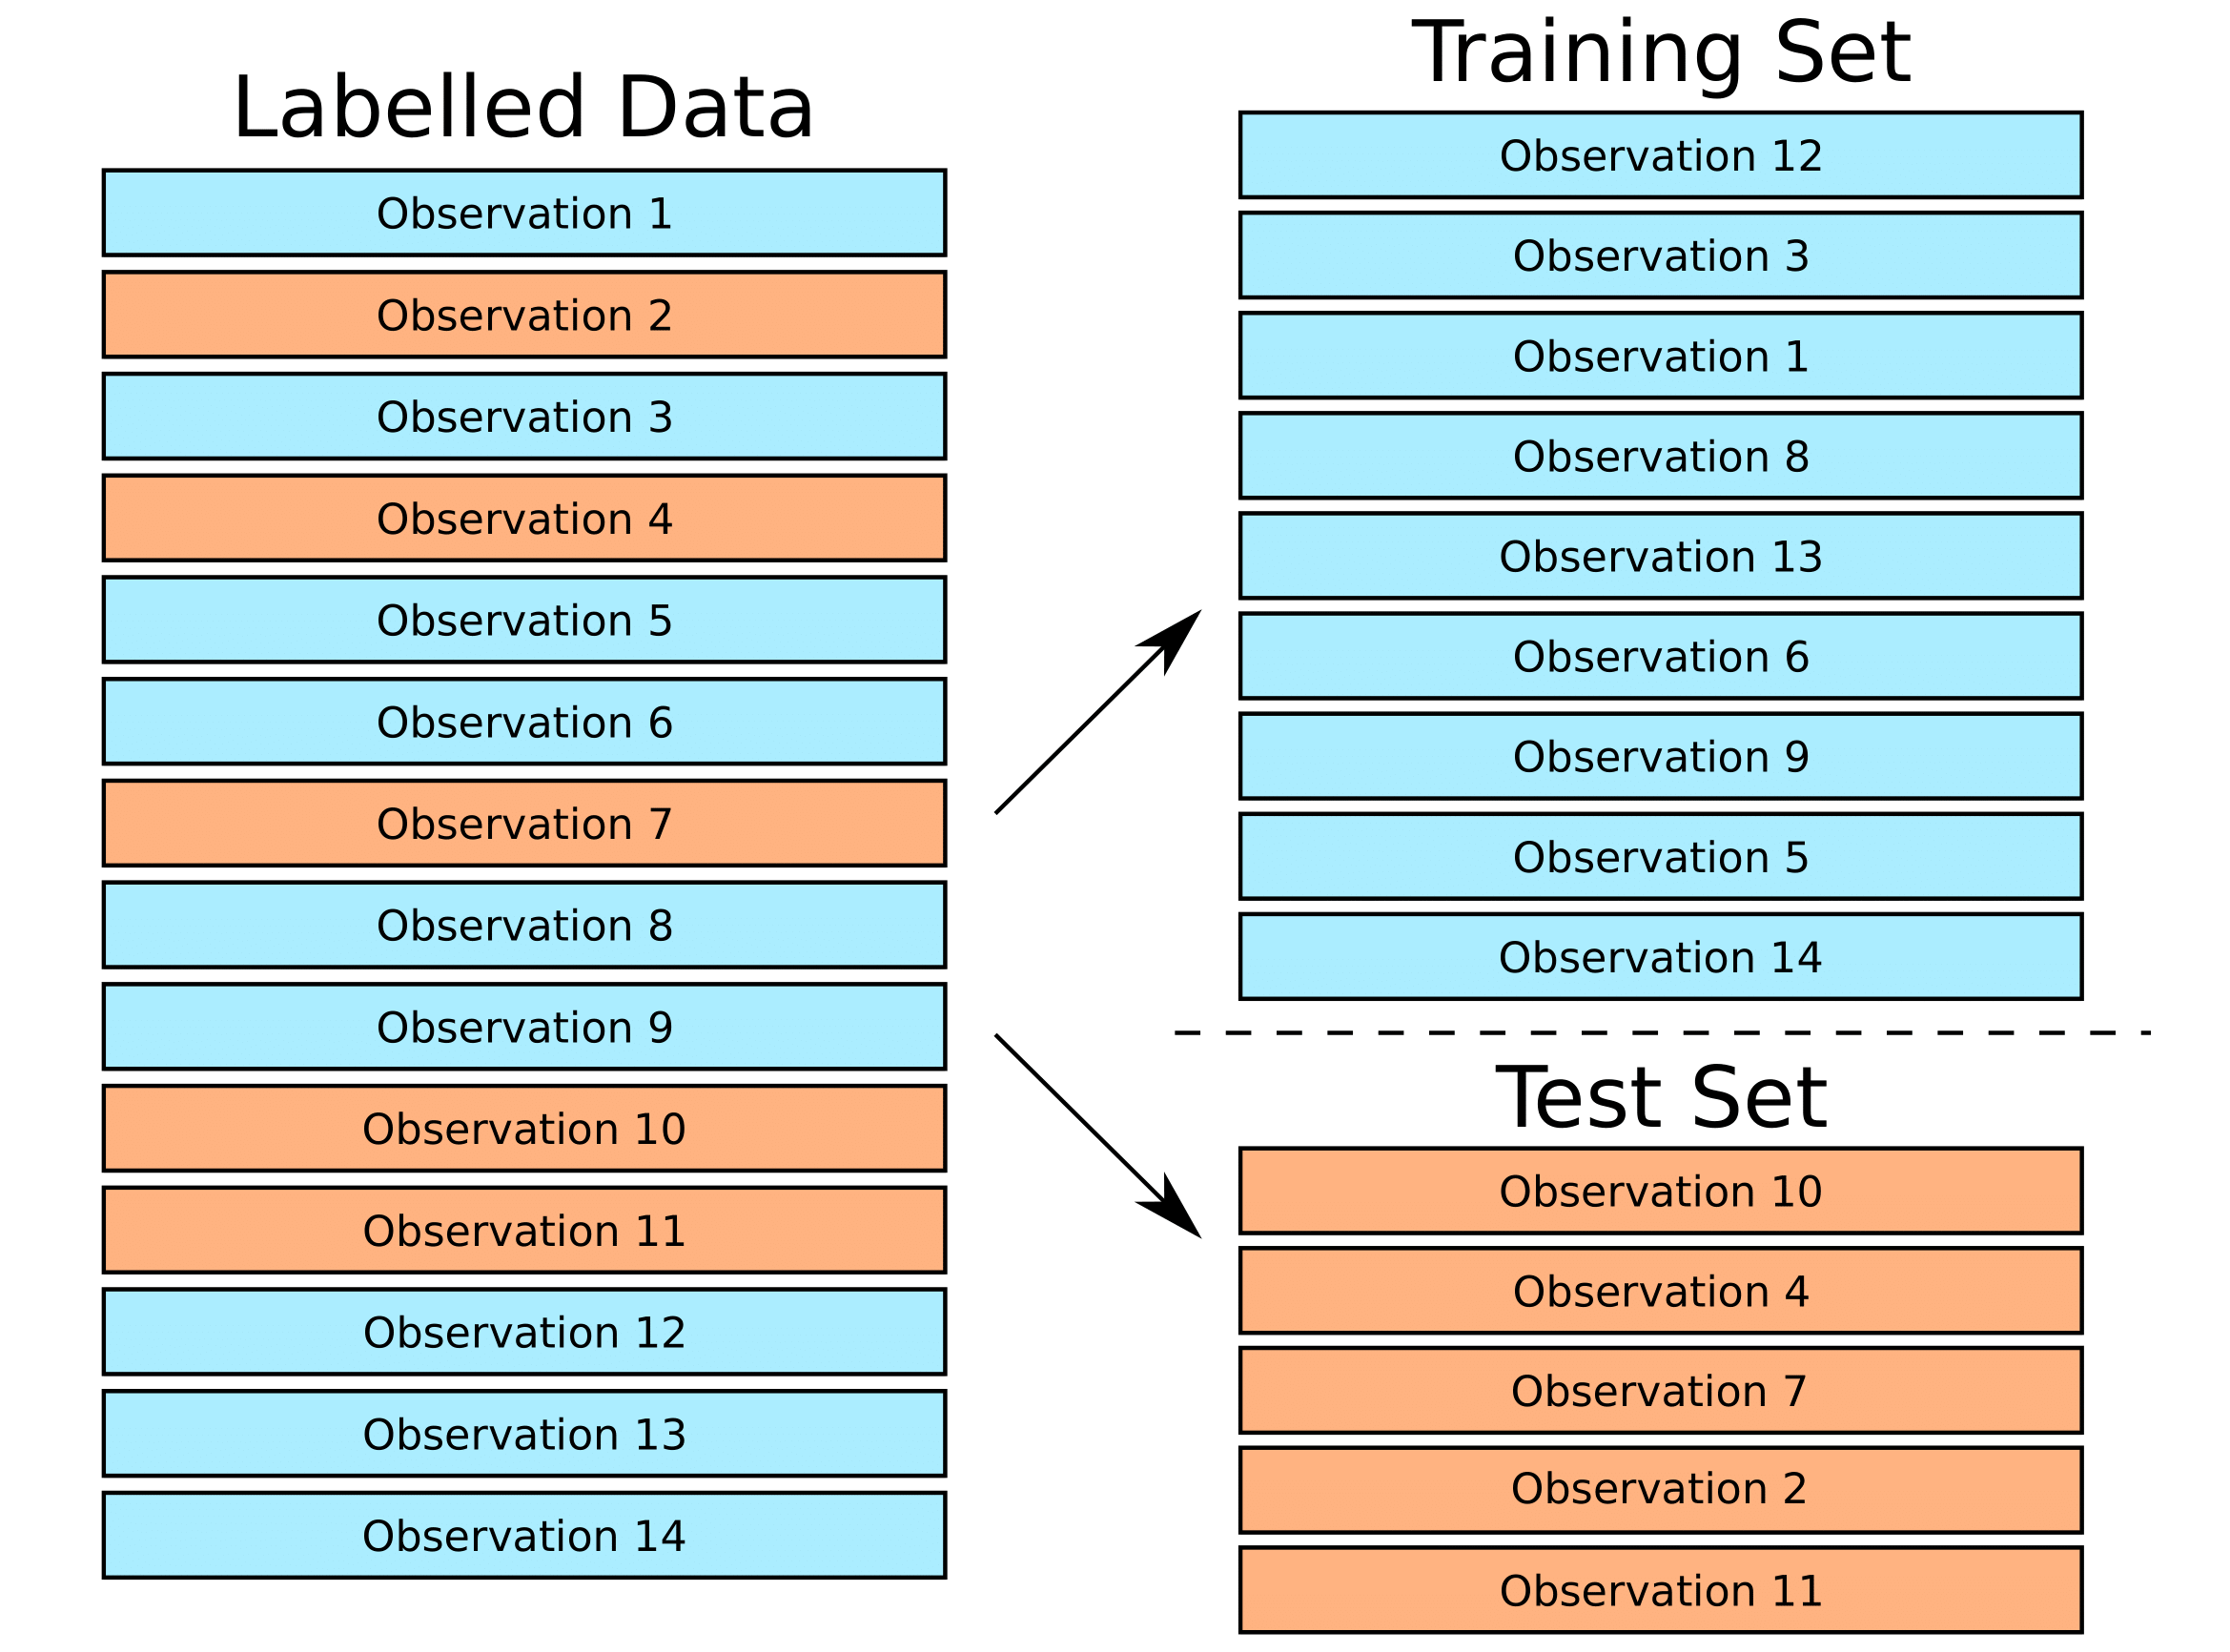 Labelled Data
Observation 1
Observation 2
Observation 3
Observation 4
Observation 5
Observation 6
Observation 7
Observation 8
Observation 9
Observation 10
Observation 11
Observation 12
Observation 13
Observation 14
Training Set
Observation 12
Observation 3
Observation 1
Observation 8
Observation 13
Observation 6
Observation 9
Observation 5
Observation 14
Test Set
Observation 10
Observation 4
Observation 7
Observation 2
Observation 11